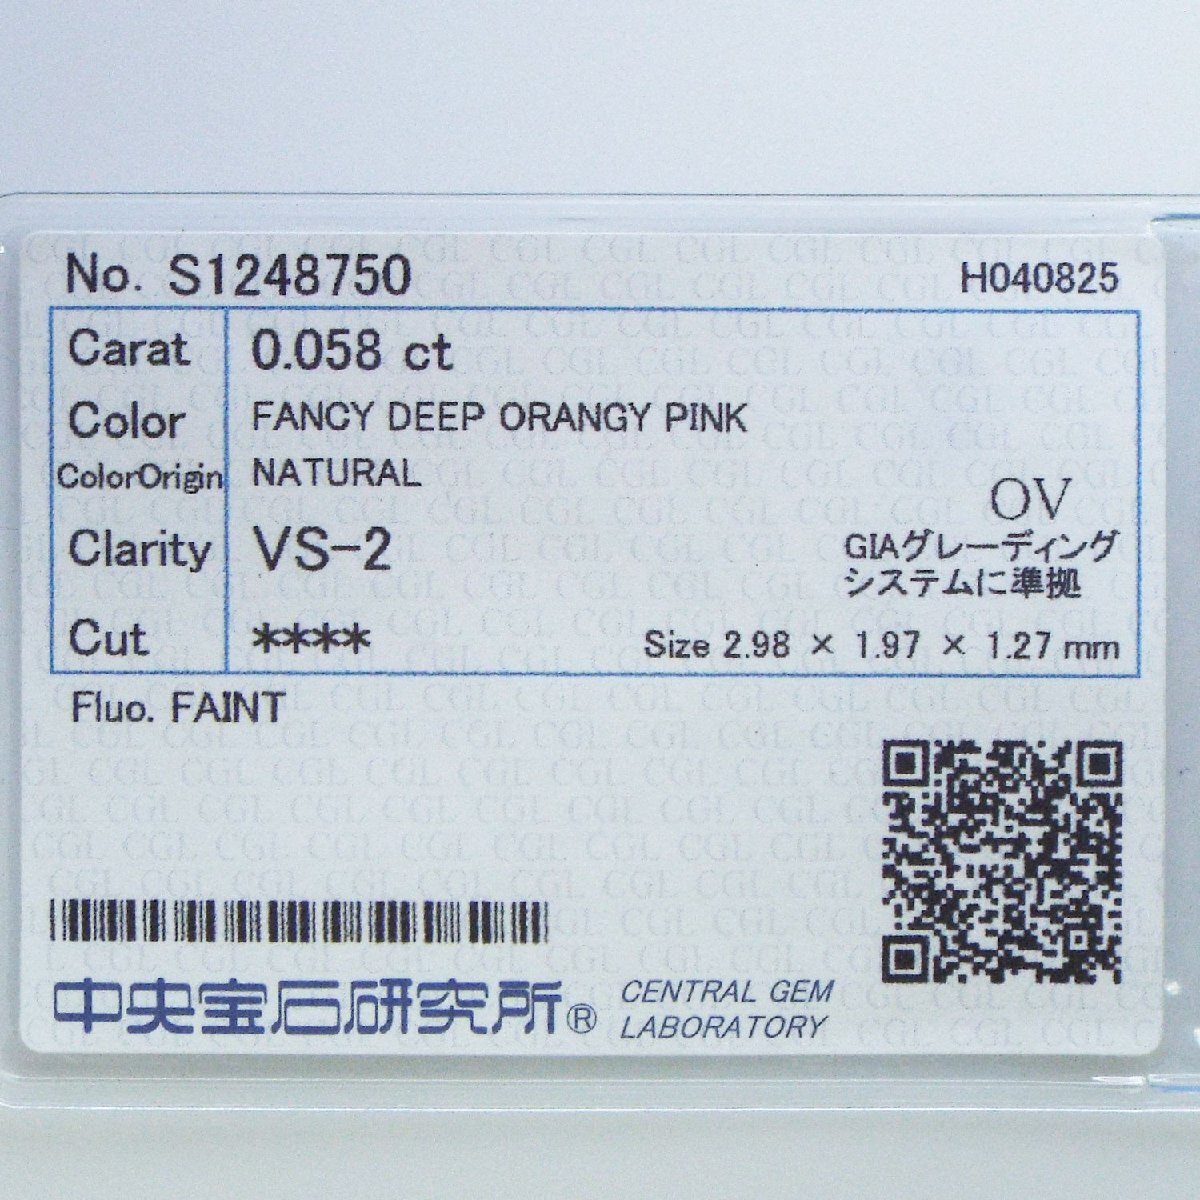 No. S1248750
H040825
Carat 0.058 ct
Color FANCY DEEP ORANGY PINK
ColorOrigin NATURAL
OV
Clarity VS-2
GIAグレーディング
システムに準拠
Cut ****
Size 2.98 × 1.97 × 1.27 mm
Fluo. FAINT
中央宝石研究所® CENTRAL GEM
LABORATORY